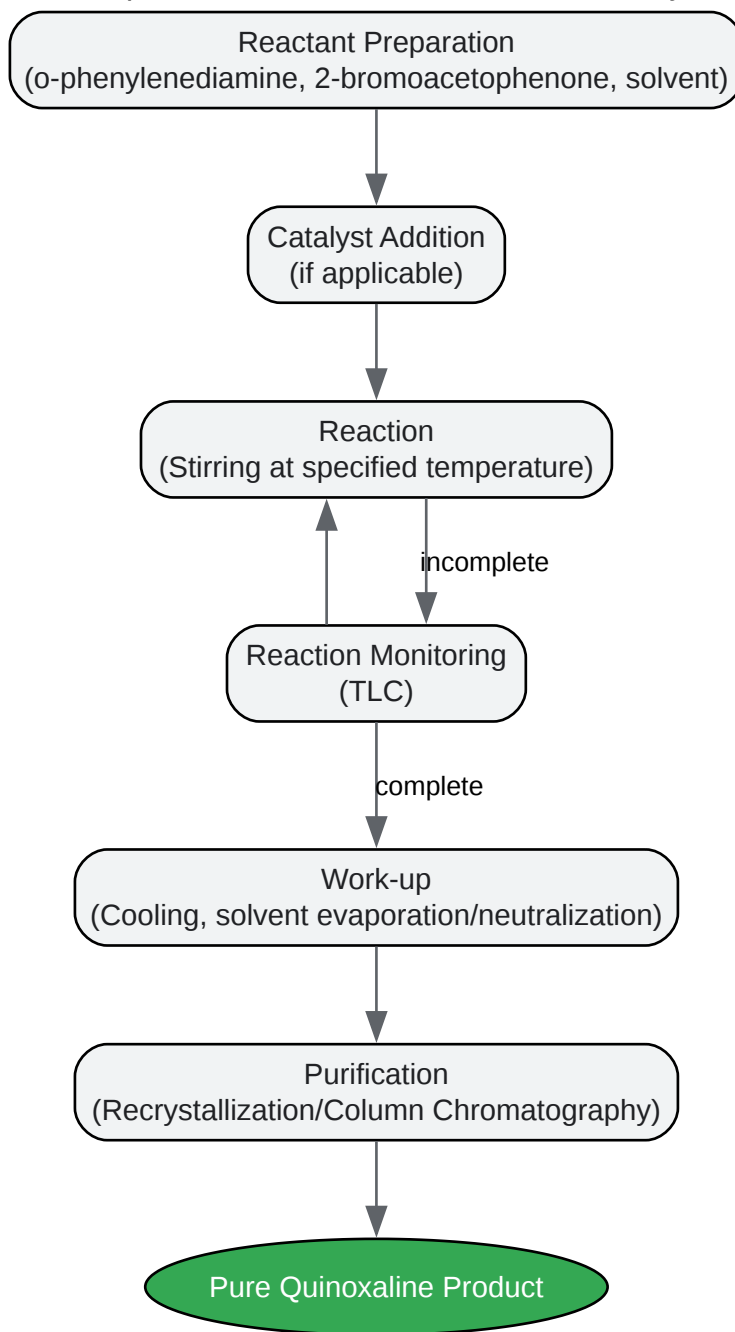 Reactant Preparation
(o-phenylenediamine, 2-bromoacetophenone, solvent)
Catalyst Addition
(if applicable)
Reaction
(Stirring at specified temperature)
incomplete
Reaction Monitoring
(TLC)
complete
Work-up
(Cooling, solvent evaporation/neutralization)
Purification
(Recrystallization/Column Chromatography)
Pure Quinoxaline Product